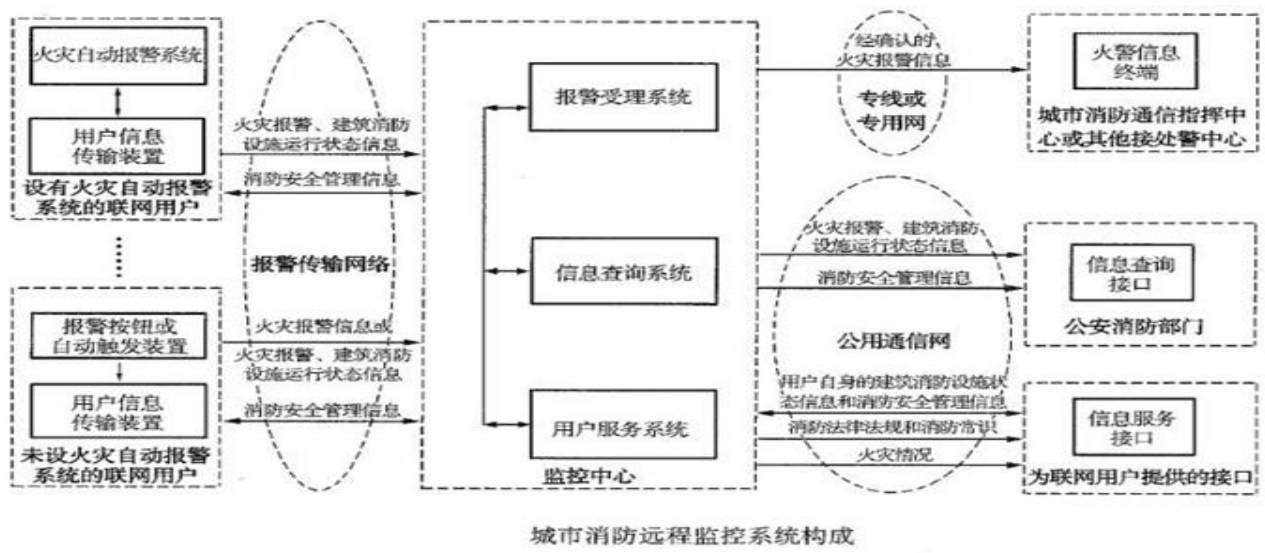 火灾自动报警系统
用户信息
传输装置
设有火灾自动报警
系统的联网用户
报警按钮或
自动触发装置
用户信息
传输装置
未设火灾自动报警
系统的联网用户
火灾报警、建筑消防
设施运行状态信息
消防安全管理信息
报警传输网络
火灾报警信息或
火灾报警、建筑消防
设施运行状态信息
消防安全管理信息
报警受理系统
信息查询系统
用户服务系统
监控中心
经确认的
火灾报警信息
专线或
专用网
火灾报警、建筑消防
设施运行状态信息
消防安全管理信息
公用通信网
用户自身的建筑消防设施状
态信息和消防安全管理信息
消防法律法规和消防常识
火灾情况
火警信息
终端
城市消防通信指挥中
心或其他接处警中心
信息查询
接口
公安消防部门
信息服务
接口
为联网用户提供的接口
城市消防远程监控系统构成